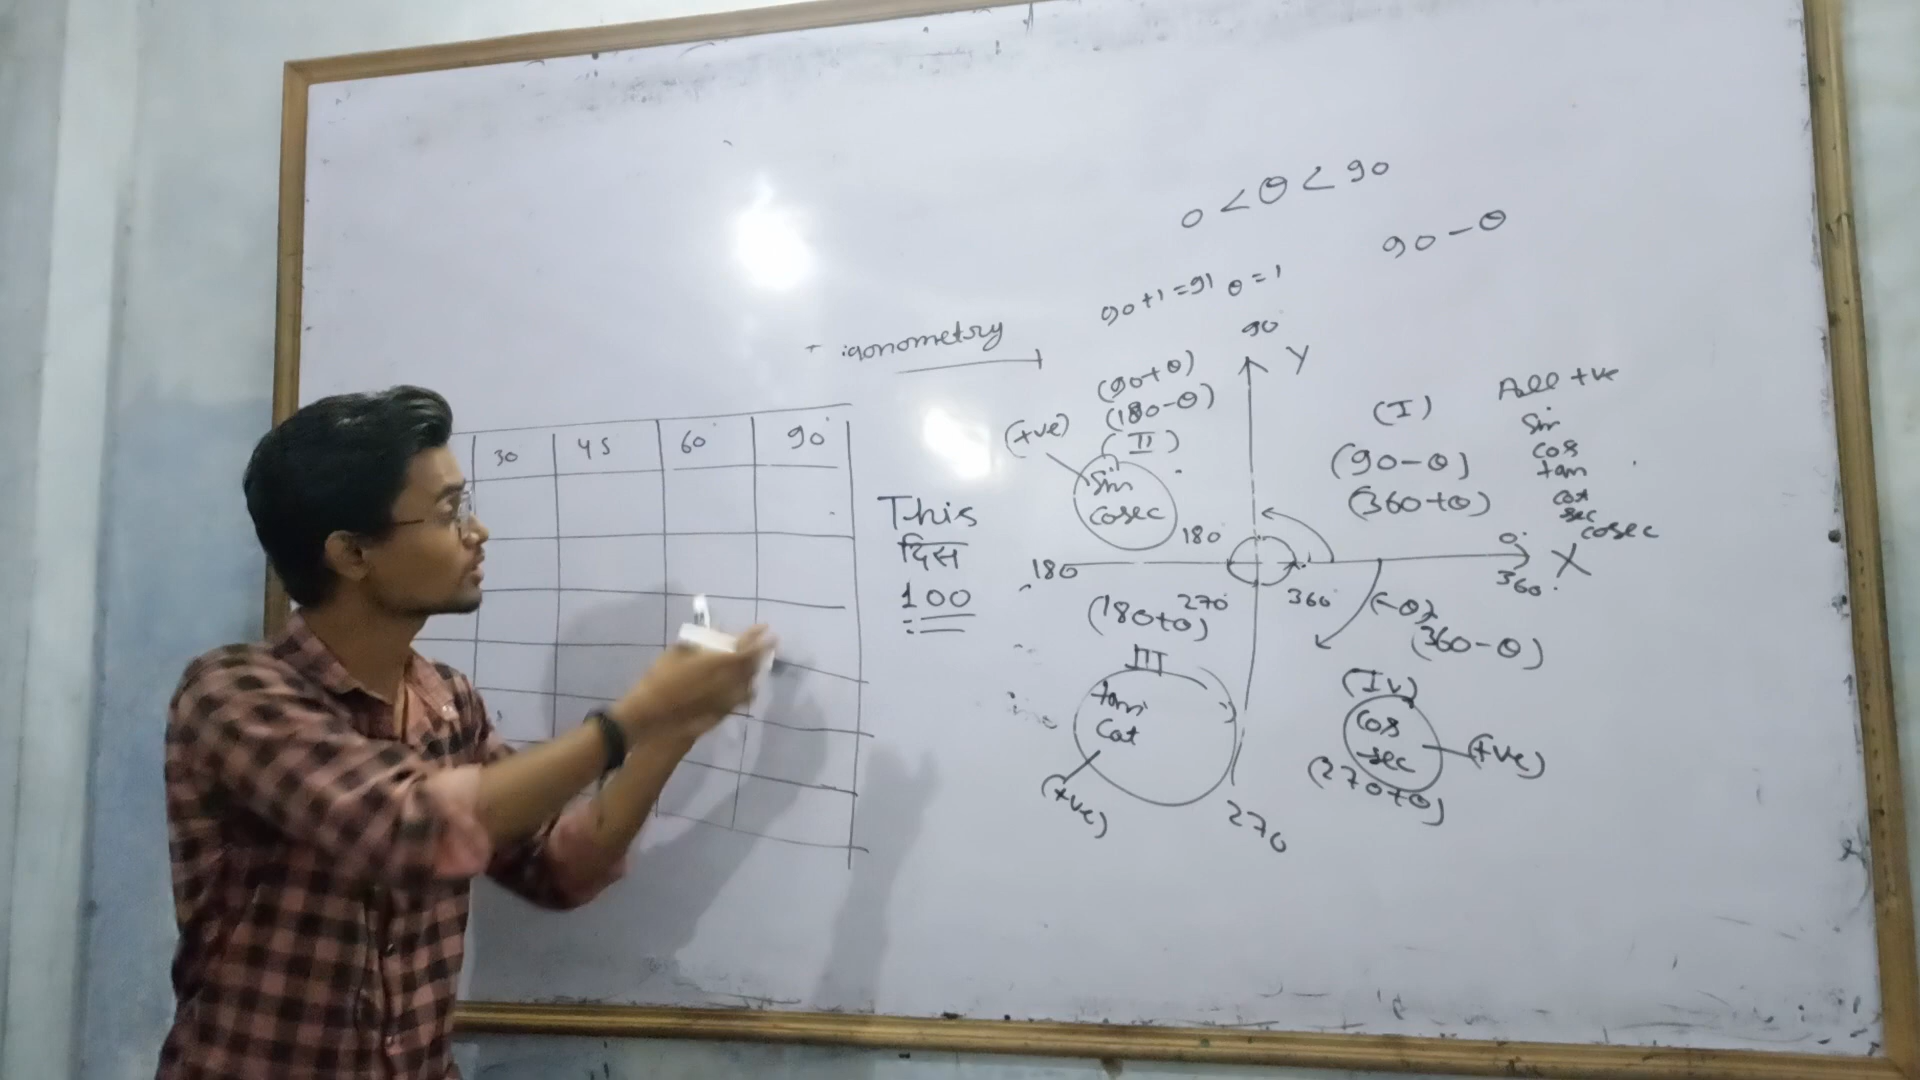 0 < θ < 90
90 - θ
90+1=91 θ=1
igonometry
30 45 60° 90°
This
दिस
100
90°
Y
(90+θ)
(180-θ)
(II)
(+ve)
Sin
Cosec
(I)
(90-θ)
(360+θ)
All +ve
Sin
Cos
tan
cot
sec
Cosec
180
180°
0°
X
360°
270°
360°
(-θ)
(180+θ)
(360-θ)
III
tan
Cot
(+ve)
(IV)
Cos
sec
(+ve)
(270+θ)
270